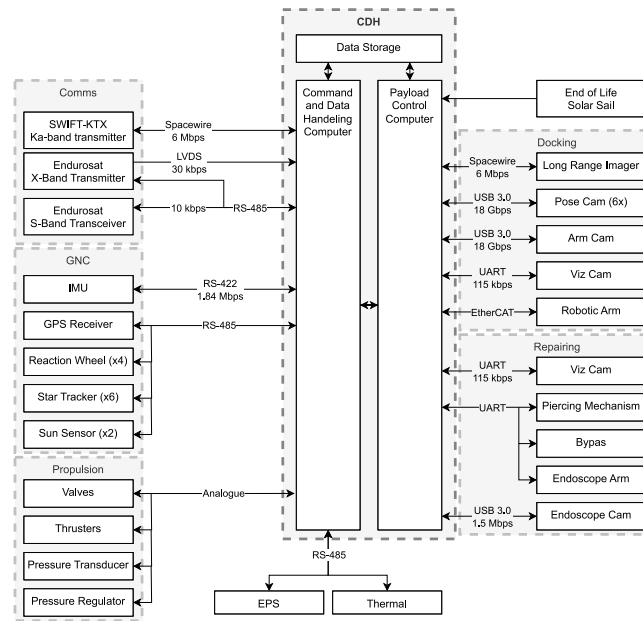 CDH
Data Storage
Command
and Data
Handeling
Computer
Payload
Control
Computer
Comms
SWIFT-KTX
Ka-band transmitter
Spacewire
6 Mbps
Endurosat
X-Band Transmitter
LVDS
30 kbps
Endurosat
S-Band Transceiver
10 kbps
RS-485
GNC
IMU
RS-422
1.84 Mbps
GPS Receiver
RS-485
Reaction Wheel (x4)
Star Tracker (x6)
Sun Sensor (x2)
Propulsion
Valves
Analogue
Thrusters
Pressure Transducer
Pressure Regulator
RS-485
EPS
Thermal
End of Life
Solar Sail
Docking
Spacewire
6 Mbps
Long Range Imager
USB 3.0
18 Gbps
Pose Cam (6x)
USB 3.0
18 Gbps
Arm Cam
UART
115 kbps
Viz Cam
EtherCAT
Robotic Arm
Repairing
UART
115 kbps
Viz Cam
UART
Piercing Mechanism
Bypas
Endoscope Arm
USB 3.0
1.5 Mbps
Endoscope Cam